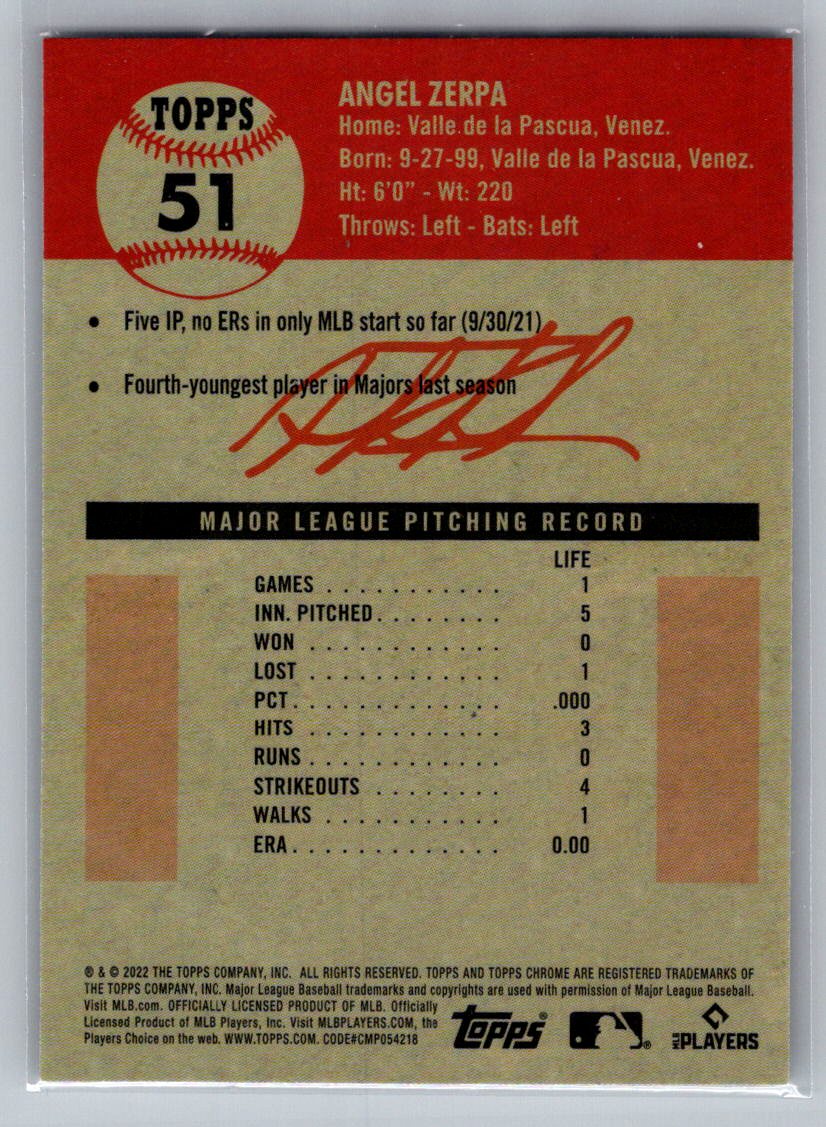 TOPPS
51
ANGEL ZERPA
Home: Valle de la Pascua, Venez.
Born: 9-27-99, Valle de la Pascua, Venez.
Ht: 6'0" - Wt: 220
Throws: Left - Bats: Left
• Five IP, no ERs in only MLB start so far (9/30/21)
• Fourth-youngest player in Majors last season
MAJOR LEAGUE PITCHING RECORD
LIFE
GAMES . . . . . . . . . . . 1
INN. PITCHED. . . . . . . . 5
WON . . . . . . . . . . . . 0
LOST . . . . . . . . . . . . 1
PCT. . . . . . . . . . . . . .000
HITS . . . . . . . . . . . . 3
RUNS . . . . . . . . . . . . 0
STRIKEOUTS . . . . . . . . 4
WALKS . . . . . . . . . . . 1
ERA. . . . . . . . . . . . . 0.00
® & © 2022 THE TOPPS COMPANY, INC. ALL RIGHTS RESERVED. TOPPS AND TOPPS CHROME ARE REGISTERED TRADEMARKS OF
THE TOPPS COMPANY, INC. Major League Baseball trademarks and copyrights are used with permission of Major League Baseball.
Visit MLB.com. OFFICIALLY LICENSED PRODUCT OF MLB. Officially
Licensed Product of MLB Players, Inc. Visit MLBPLAYERS.COM, the
Players Choice on the web. WWW.TOPPS.COM. CODE#CMP054218
topps®
®
MLB PLAYERS